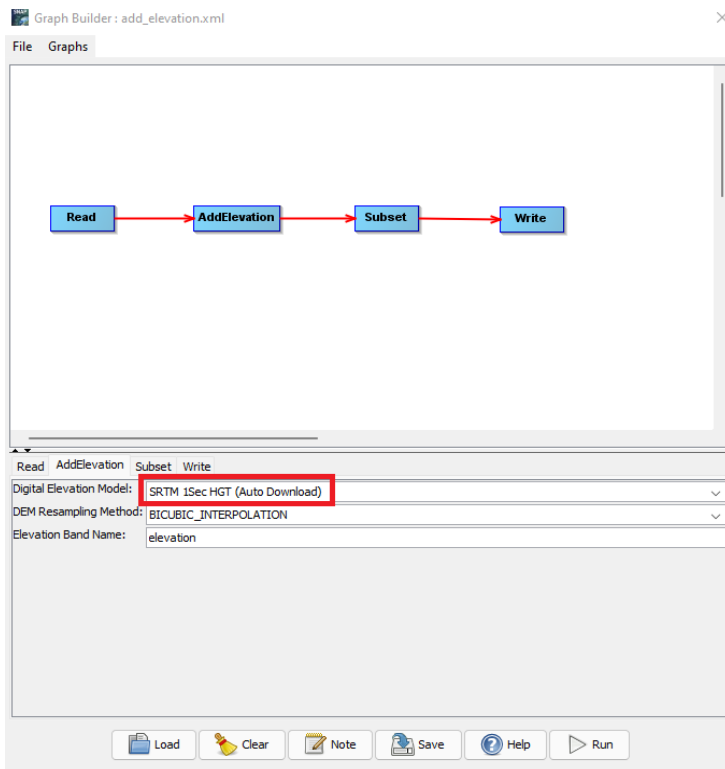 SNAP
Graph Builder : add_elevation.xml
File Graphs
Read AddElevation Subset Write
Read AddElevation Subset Write
Digital Elevation Model: SRTM 1Sec HGT (Auto Download)
DEM Resampling Method: BICUBIC_INTERPOLATION
Elevation Band Name: elevation
Load Clear Note Save Help Run